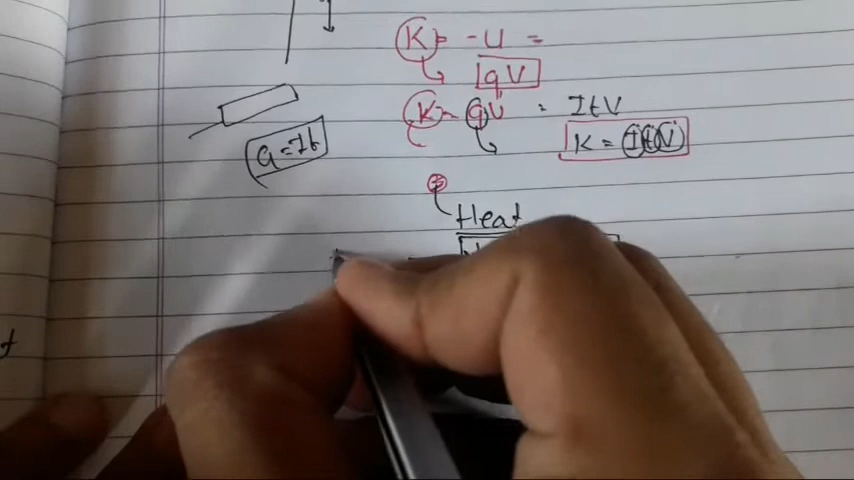 K = - U =
qV
K = qV = ItV
K = ItV
Q = It
Heat